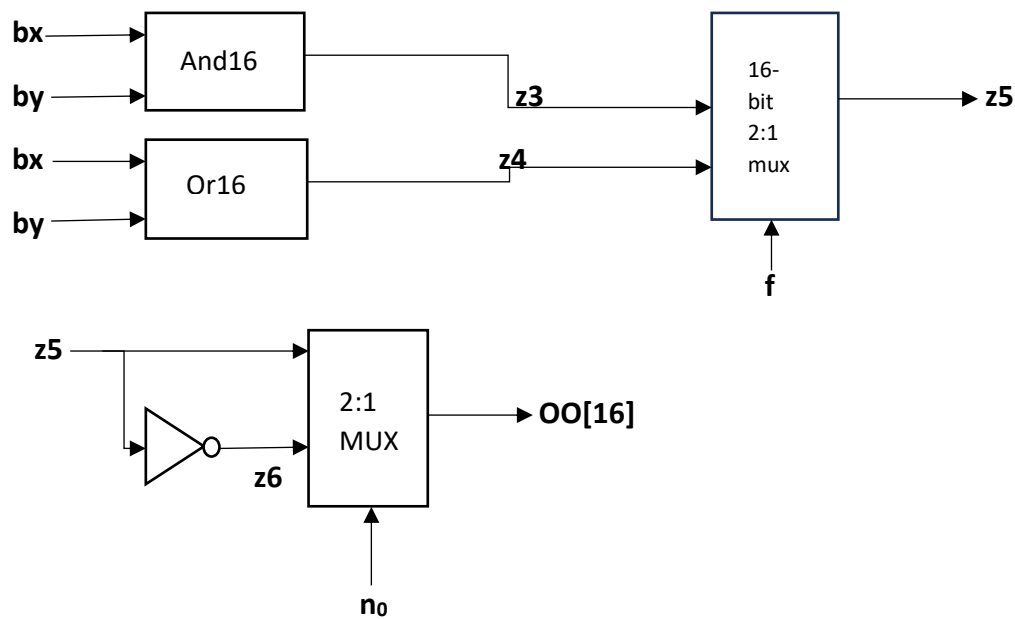 bx
And16
by
z3
bx
z4
Or16
by
16-
bit
2:1
mux
z5
f
z5
2:1
MUX
OO[16]
z6
n₀